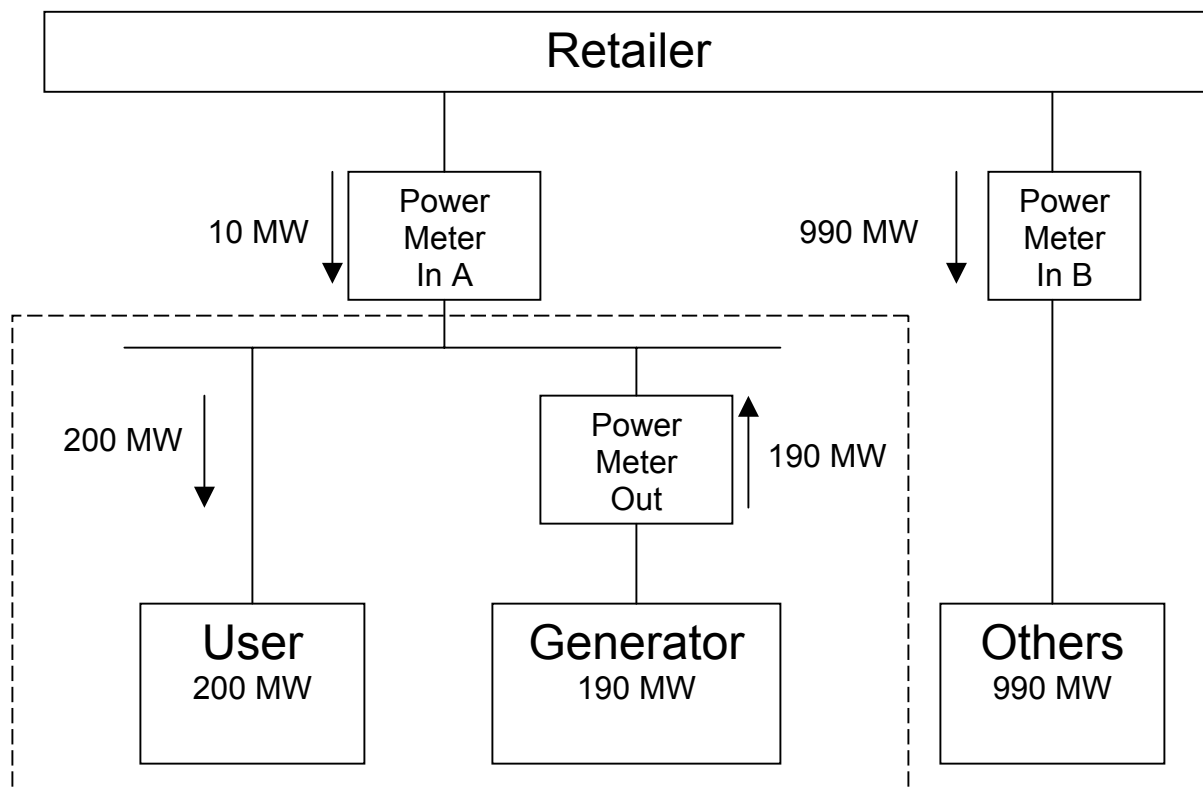 Retailer
10 MW
Power
Meter
In A
990 MW
Power
Meter
In B
200 MW
Power
Meter
Out
190 MW
User
200 MW
Generator
190 MW
Others
990 MW